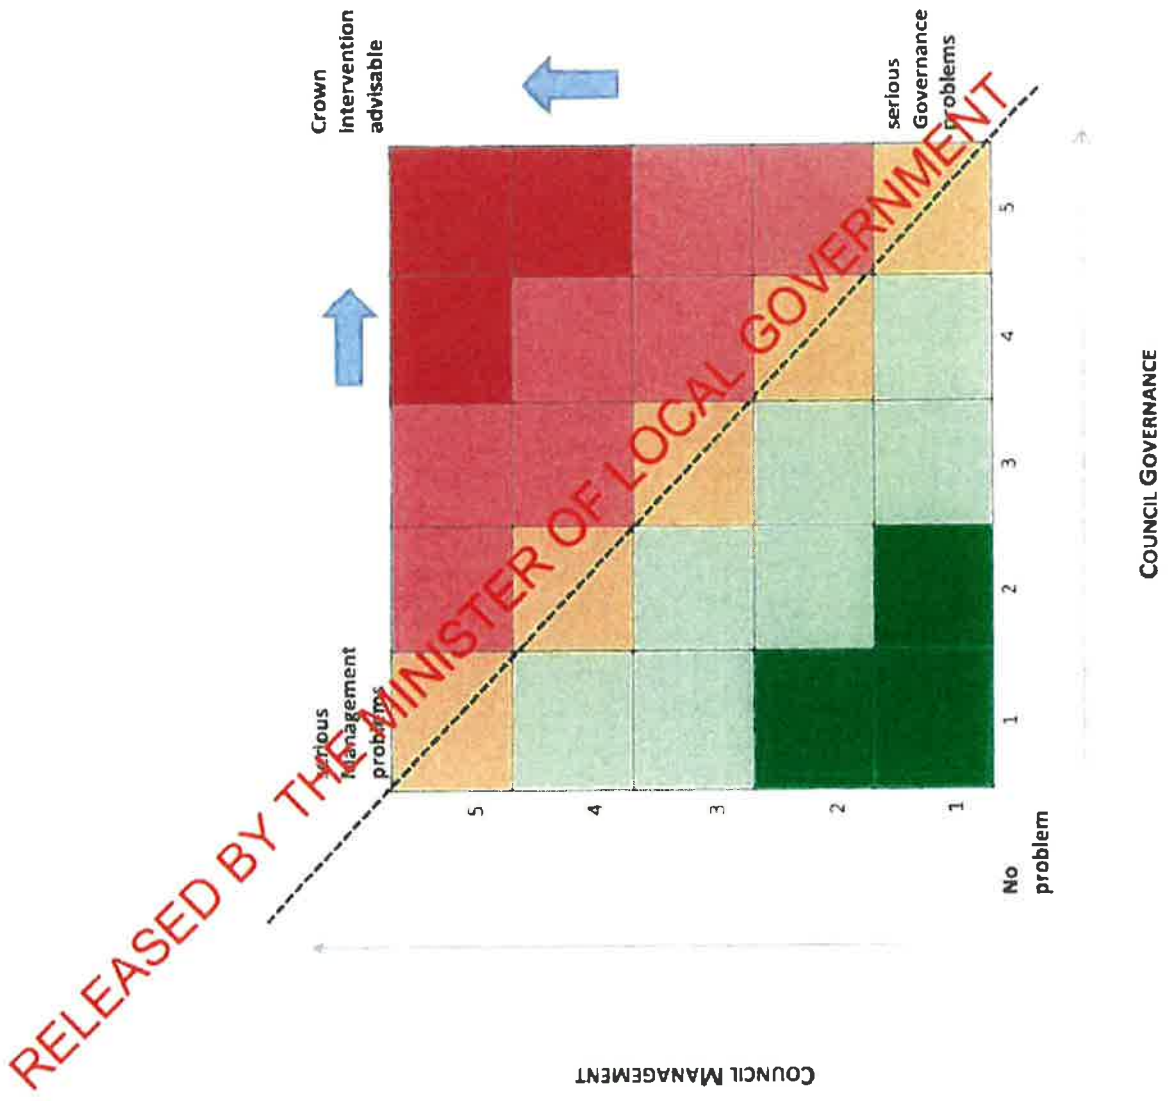 Crown
intervention
advisable
serious
Management
problems
serious
Governance
problems
5
4
3
2
1
No
problem
1
2
3
4
5
COUNCIL MANAGEMENT
COUNCIL GOVERNANCE
RELEASED BY THE MINISTER OF LOCAL GOVERNMENT